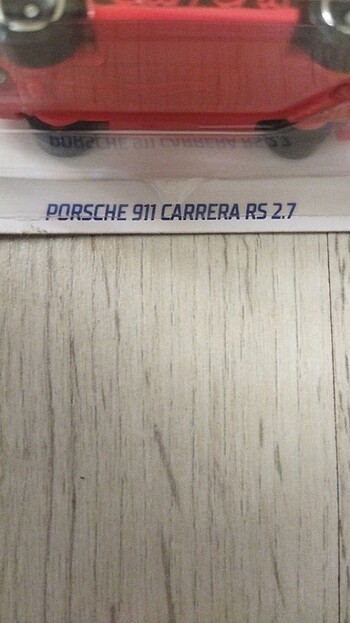 PORSCHE 911 CARRERA RS 2.7